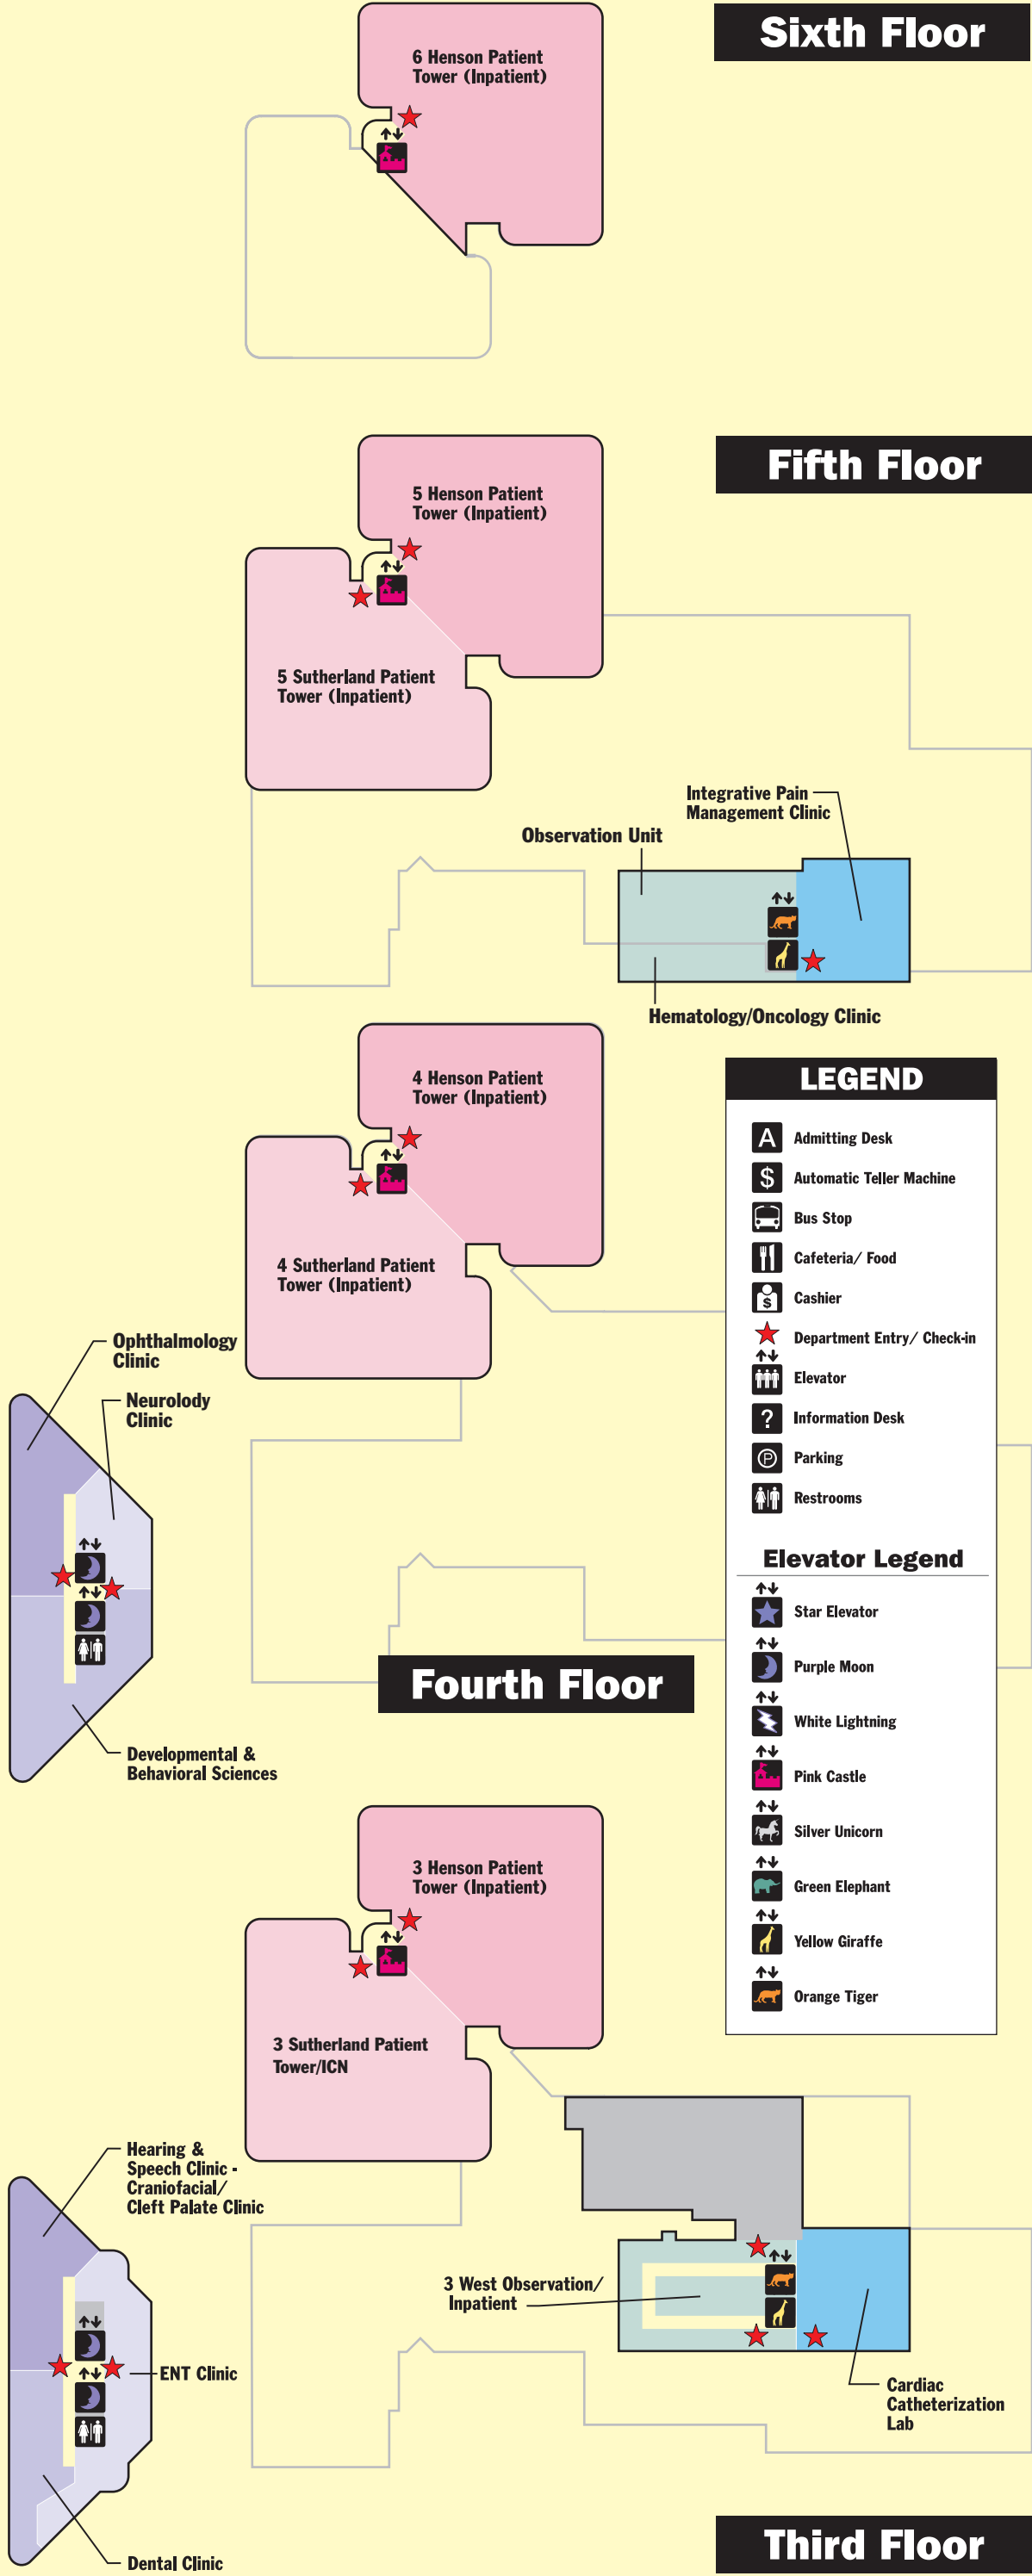 Sixth Floor
6 Henson Patient
Tower (Inpatient)
Fifth Floor
5 Henson Patient
Tower (Inpatient)
5 Sutherland Patient
Tower (Inpatient)
Integrative Pain
Management Clinic
Observation Unit
Hematology/Oncology Clinic
4 Henson Patient
Tower (Inpatient)
4 Sutherland Patient
Tower (Inpatient)
Ophthalmology
Clinic
Neurolody
Clinic
Developmental &
Behavioral Sciences
Fourth Floor
LEGEND
A Admitting Desk
$ Automatic Teller Machine
Bus Stop
Cafeteria/ Food
$ Cashier
Department Entry/ Check-in
Elevator
? Information Desk
P Parking
Restrooms
Elevator Legend
Star Elevator
Purple Moon
White Lightning
Pink Castle
Silver Unicorn
Green Elephant
Yellow Giraffe
Orange Tiger
3 Henson Patient
Tower (Inpatient)
3 Sutherland Patient
Tower/ICN
Hearing &
Speech Clinic -
Craniofacial/
Cleft Palate Clinic
3 West Observation/
Inpatient
ENT Clinic
Cardiac
Catheterization
Lab
Dental Clinic
Third Floor